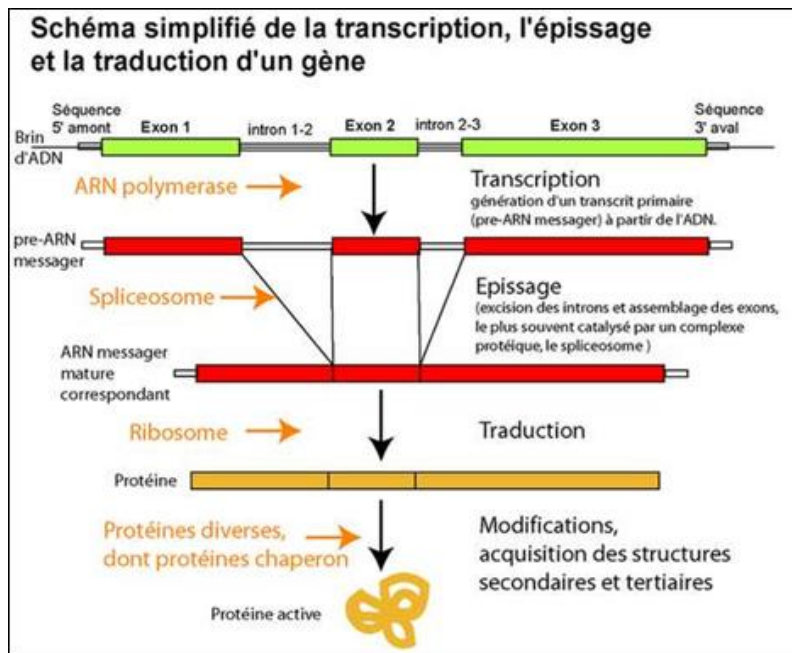 Schéma simplifié de la transcription, l'épissage
et la traduction d'un gène
Séquence
5' amont
Exon 1
intron 1-2
Exon 2
intron 2-3
Exon 3
Séquence
3' aval
Brin
d'ADN
ARN polymerase
Transcription
génération d'un transcrit primaire
(pre-ARN messager) à partir de l'ADN.
pre-ARN
messager
Spliceosome
Epissage
(excision des introns et assemblage des exons,
le plus souvent catalysé par un complexe
protéique, le spliceosome )
ARN messager
mature
correspondant
Ribosome
Traduction
Protéine
Protéines diverses,
dont protéines chaperon
Modifications,
acquisition des structures
secondaires et tertiaires
Protéine active